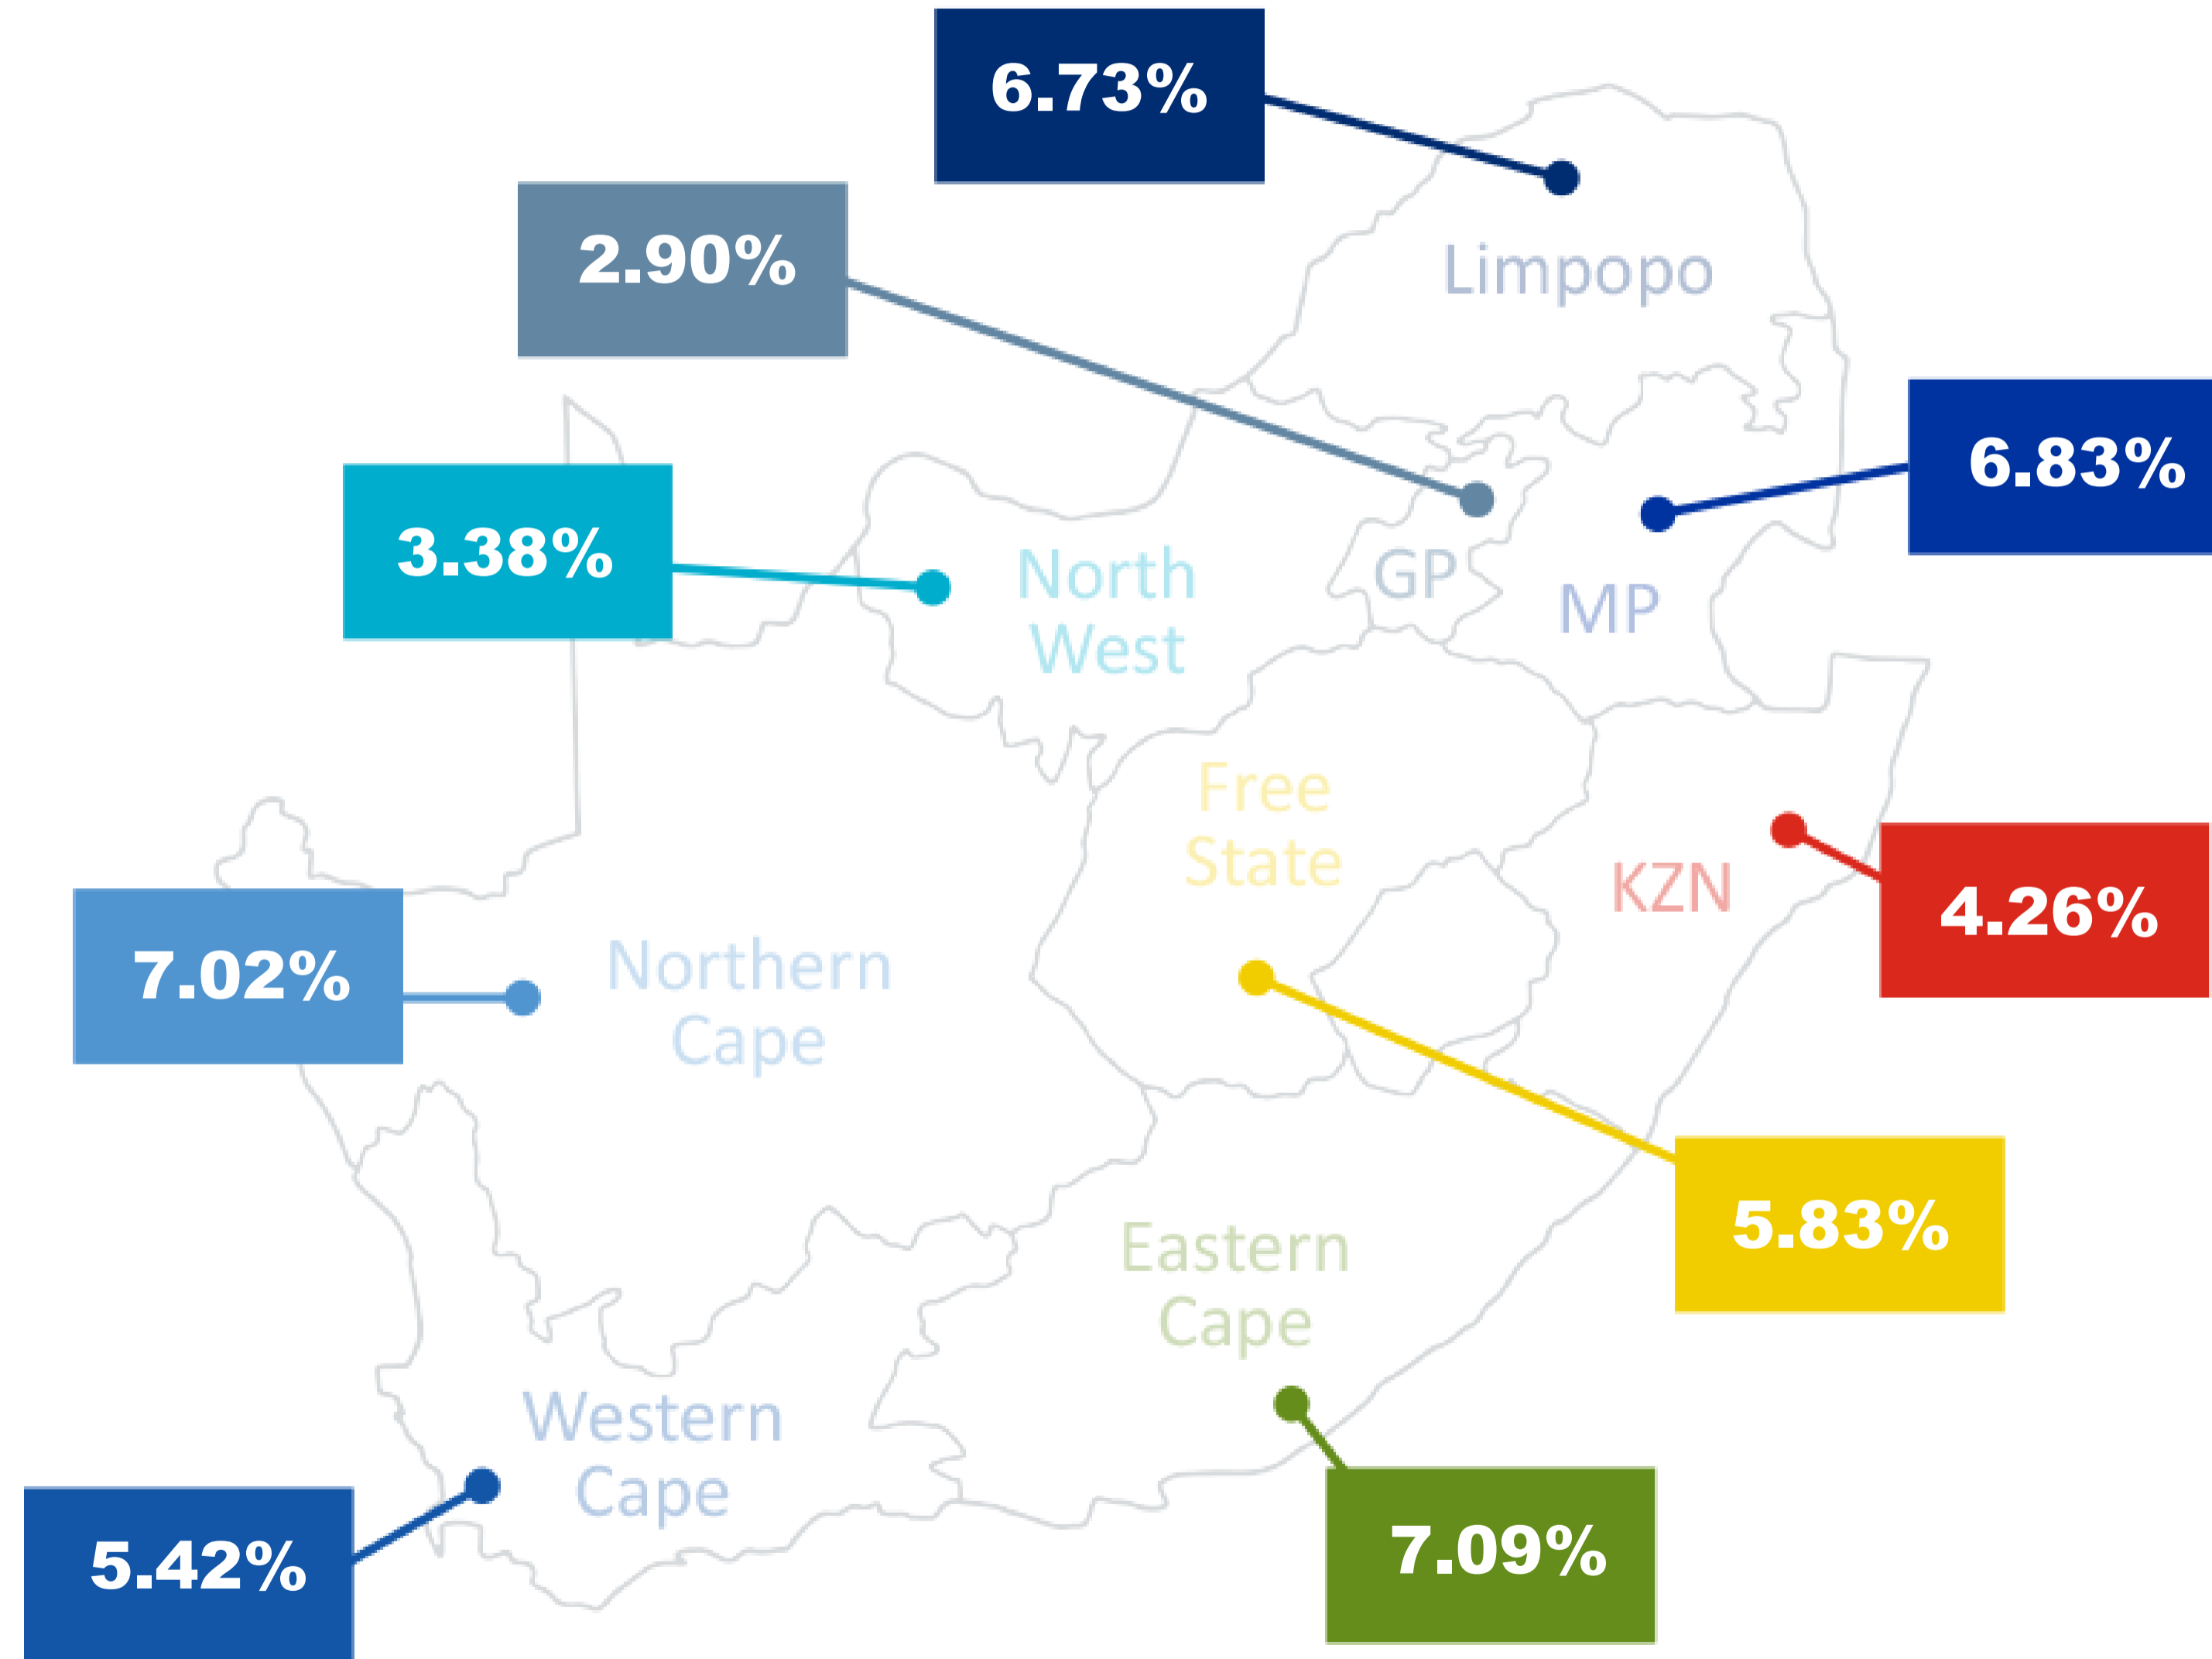 6.73%
2.90%
Limpopo
6.83%
3.38%
North
West
GP
MP
Free
State
KZN
4.26%
7.02%
Northern
Cape
5.83%
Eastern
Cape
Western
Cape
5.42%
7.09%